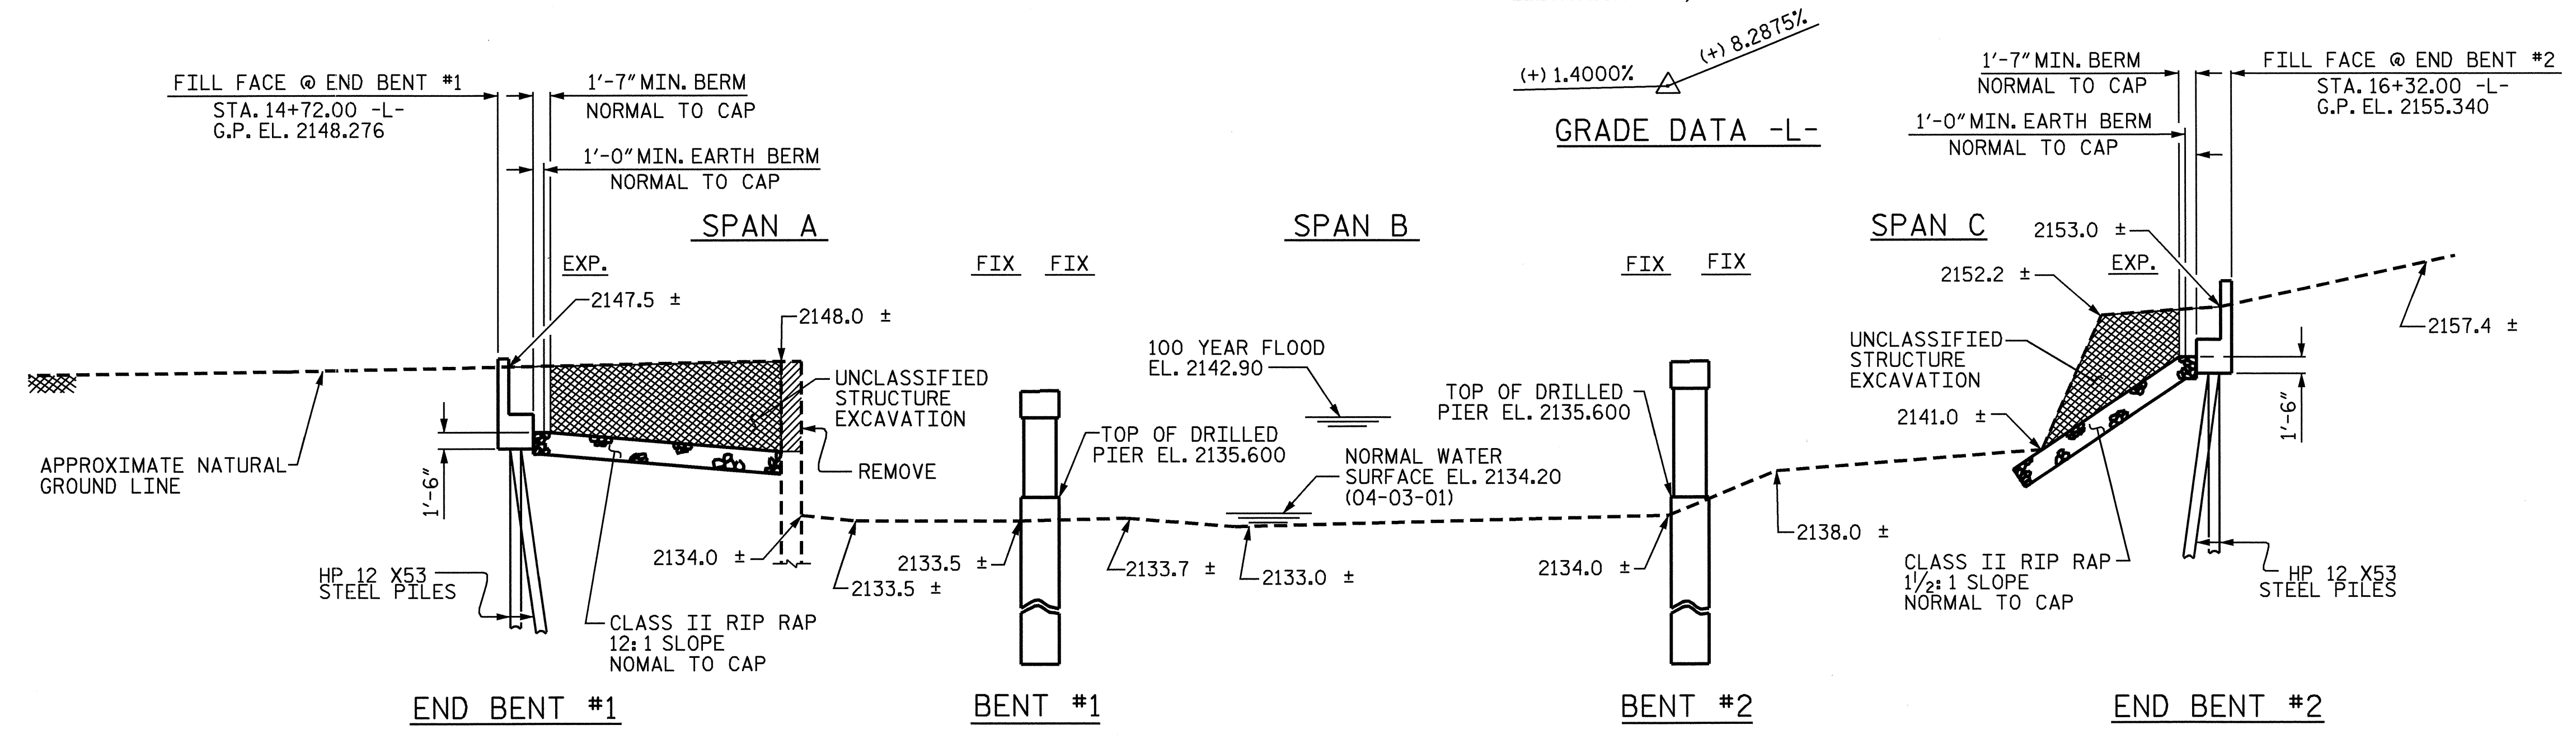 (+) 1.4000%
(+) 8.2875%
GRADE DATA -L-
FILL FACE @ END BENT #1
STA. 14+72.00 -L-
G.P. EL. 2148.276
1'-7" MIN. BERM
NORMAL TO CAP
1'-0" MIN. EARTH BERM
NORMAL TO CAP
1'-7" MIN. BERM
NORMAL TO CAP
1'-0" MIN. EARTH BERM
NORMAL TO CAP
FILL FACE @ END BENT #2
STA. 16+32.00 -L-
G.P. EL. 2155.340
SPAN A
SPAN B
SPAN C
EXP.
FIX
FIX
FIX
FIX
EXP.
2147.5 ±
2148.0 ±
2153.0 ±
2152.2 ±
2157.4 ±
UNCLASSIFIED
STRUCTURE
EXCAVATION
REMOVE
100 YEAR FLOOD
EL. 2142.90
TOP OF DRILLED
PIER EL. 2135.600
NORMAL WATER
SURFACE EL. 2134.20
(04-03-01)
TOP OF DRILLED
PIER EL. 2135.600
UNCLASSIFIED
STRUCTURE
EXCAVATION
2141.0 ±
1'-6"
APPROXIMATE NATURAL
GROUND LINE
1'-6"
2134.0 ±
2133.5 ±
2133.5 ±
2133.7 ±
2133.0 ±
2134.0 ±
2138.0 ±
HP 12 X53
STEEL PILES
CLASS II RIP RAP
12:1 SLOPE
NOMAL TO CAP
CLASS II RIP RAP
1 1/2:1 SLOPE
NORMAL TO CAP
HP 12 X53
STEEL PILES
END BENT #1
BENT #1
BENT #2
END BENT #2